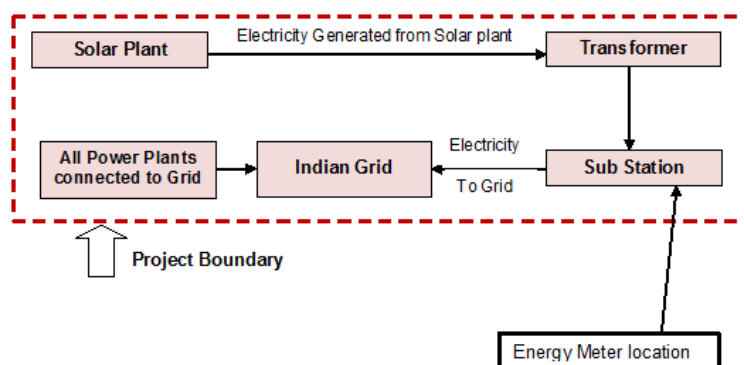 Solar Plant
Electricity Generated from Solar plant
Transformer
All Power Plants
connected to Grid
Indian Grid
Electricity
To Grid
Sub Station
Project Boundary
Energy Meter location